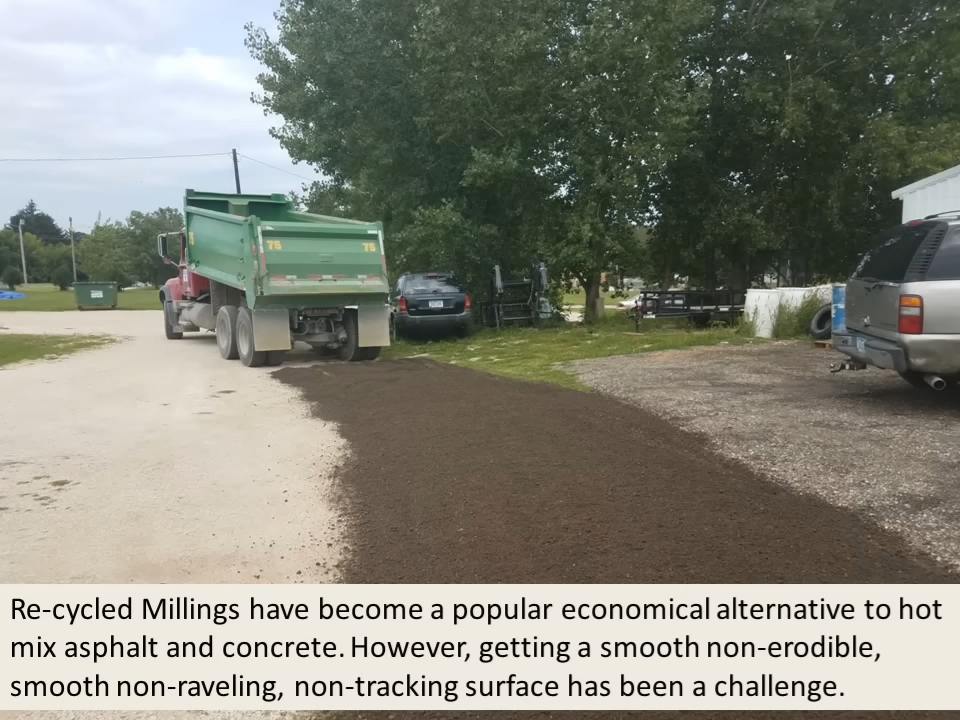 75 75
Re-cycled Millings have become a popular economical alternative to hot
mix asphalt and concrete. However, getting a smooth non-erodible,
smooth non-raveling, non-tracking surface has been a challenge.